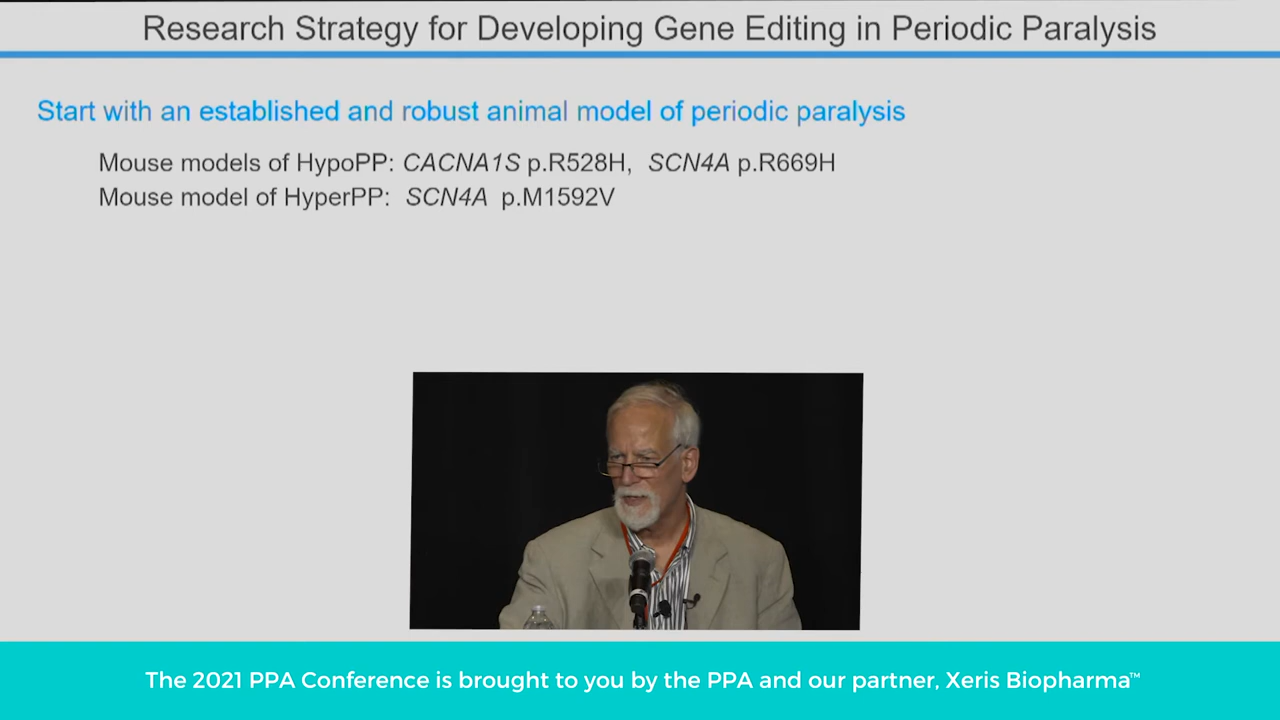 Research Strategy for Developing Gene Editing in Periodic Paralysis
Start with an established and robust animal model of periodic paralysis
Mouse models of HypoPP: CACNA1S p.R528H, SCN4A p.R669H
Mouse model of HyperPP: SCN4A p.M1592V
The 2021 PPA Conference is brought to you by the PPA and our partner, Xeris Biopharma™